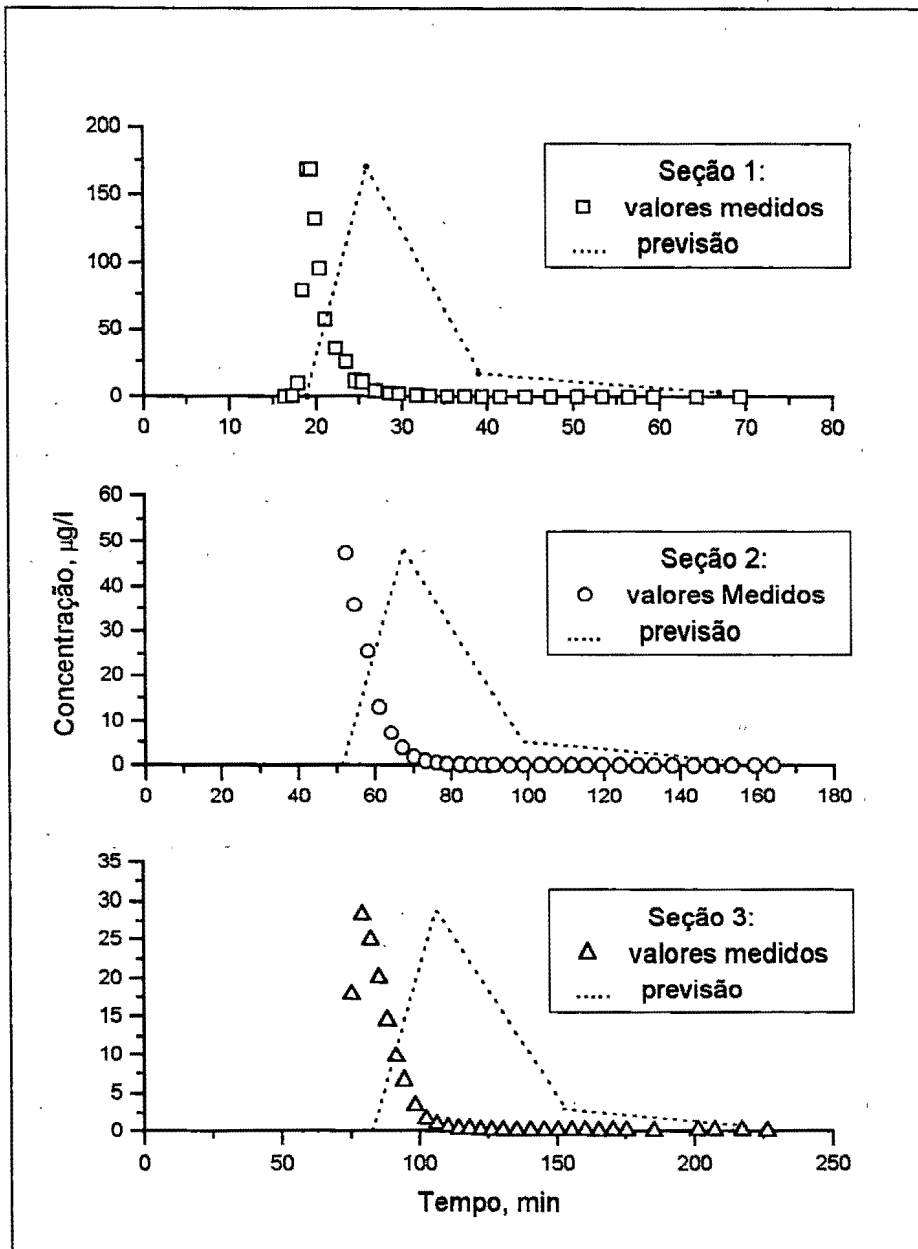 200
150
100
50
0
0 10 20 30 40 50 60 70 80
Seção 1:
valores medidos
previsão
Concentração, µg/l
60
50
40
30
20
10
0
0 20 40 60 80 100 120 140 160 180
Seção 2:
valores Medidos
previsão
35
30
25
20
15
10
5
0
0 50 100 150 200 250
Seção 3:
valores medidos
previsão
Tempo, min